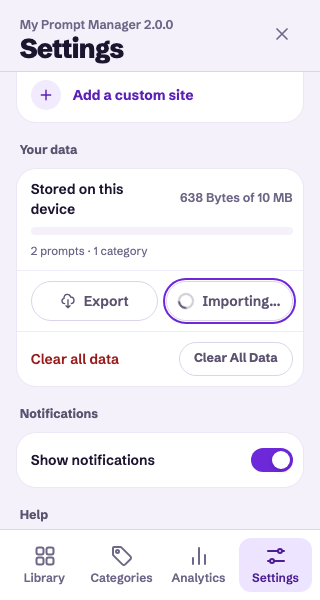 My Prompt Manager 2.0.0
Settings
Add a custom site
Your data
Stored on this
device
638 Bytes of 10 MB
2 prompts · 1 category
Export
Importing...
Clear all data
Clear All Data
Notifications
Show notifications
Help
Library
Categories
Analytics
Settings